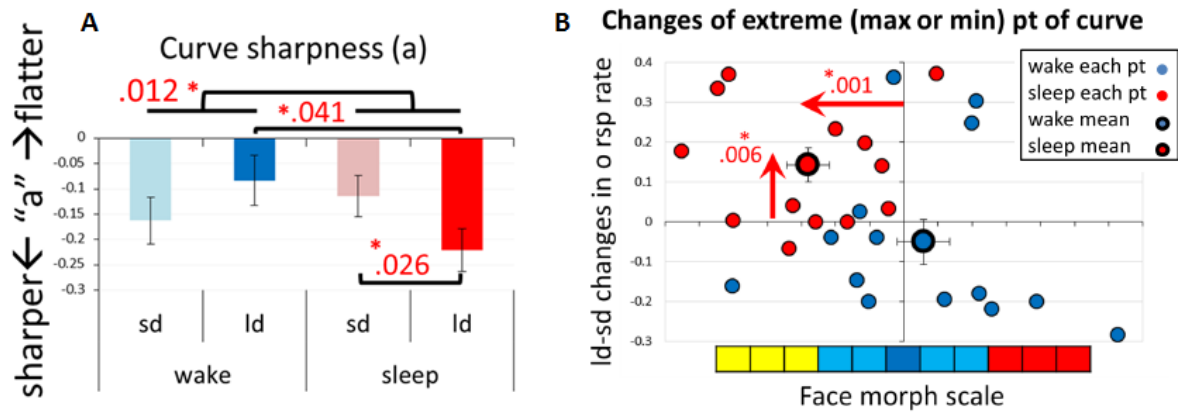 A
Curve sharpness (a)
sharper← "a" →flatter
.012 *
*.041
0
-0.05
-0.1
-0.15
-0.2
-0.25
-0.3
*
.026
sd
ld
sd
ld
wake
sleep
B
Changes of extreme (max or min) pt of curve
ld-sd changes in o rsp rate
0.4
0.3
0.2
0.1
0
-0.1
-0.2
-0.3
*
.001
*
.006
wake each pt
sleep each pt
wake mean
sleep mean
Face morph scale